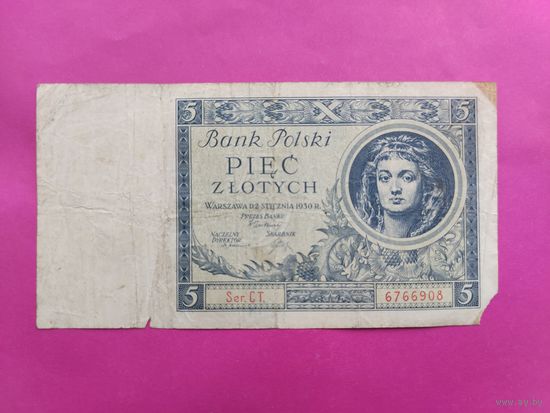 5
5
Bank Polski
PIĘĆ
ZŁOTYCH
WARSZAWA D.2 STYCZNIA 1930 R.
PREZES BANKU
NACZELNY SKARBNIK
DYREKTOR
5 Ser. CT. 6766908 5
www.ay.by